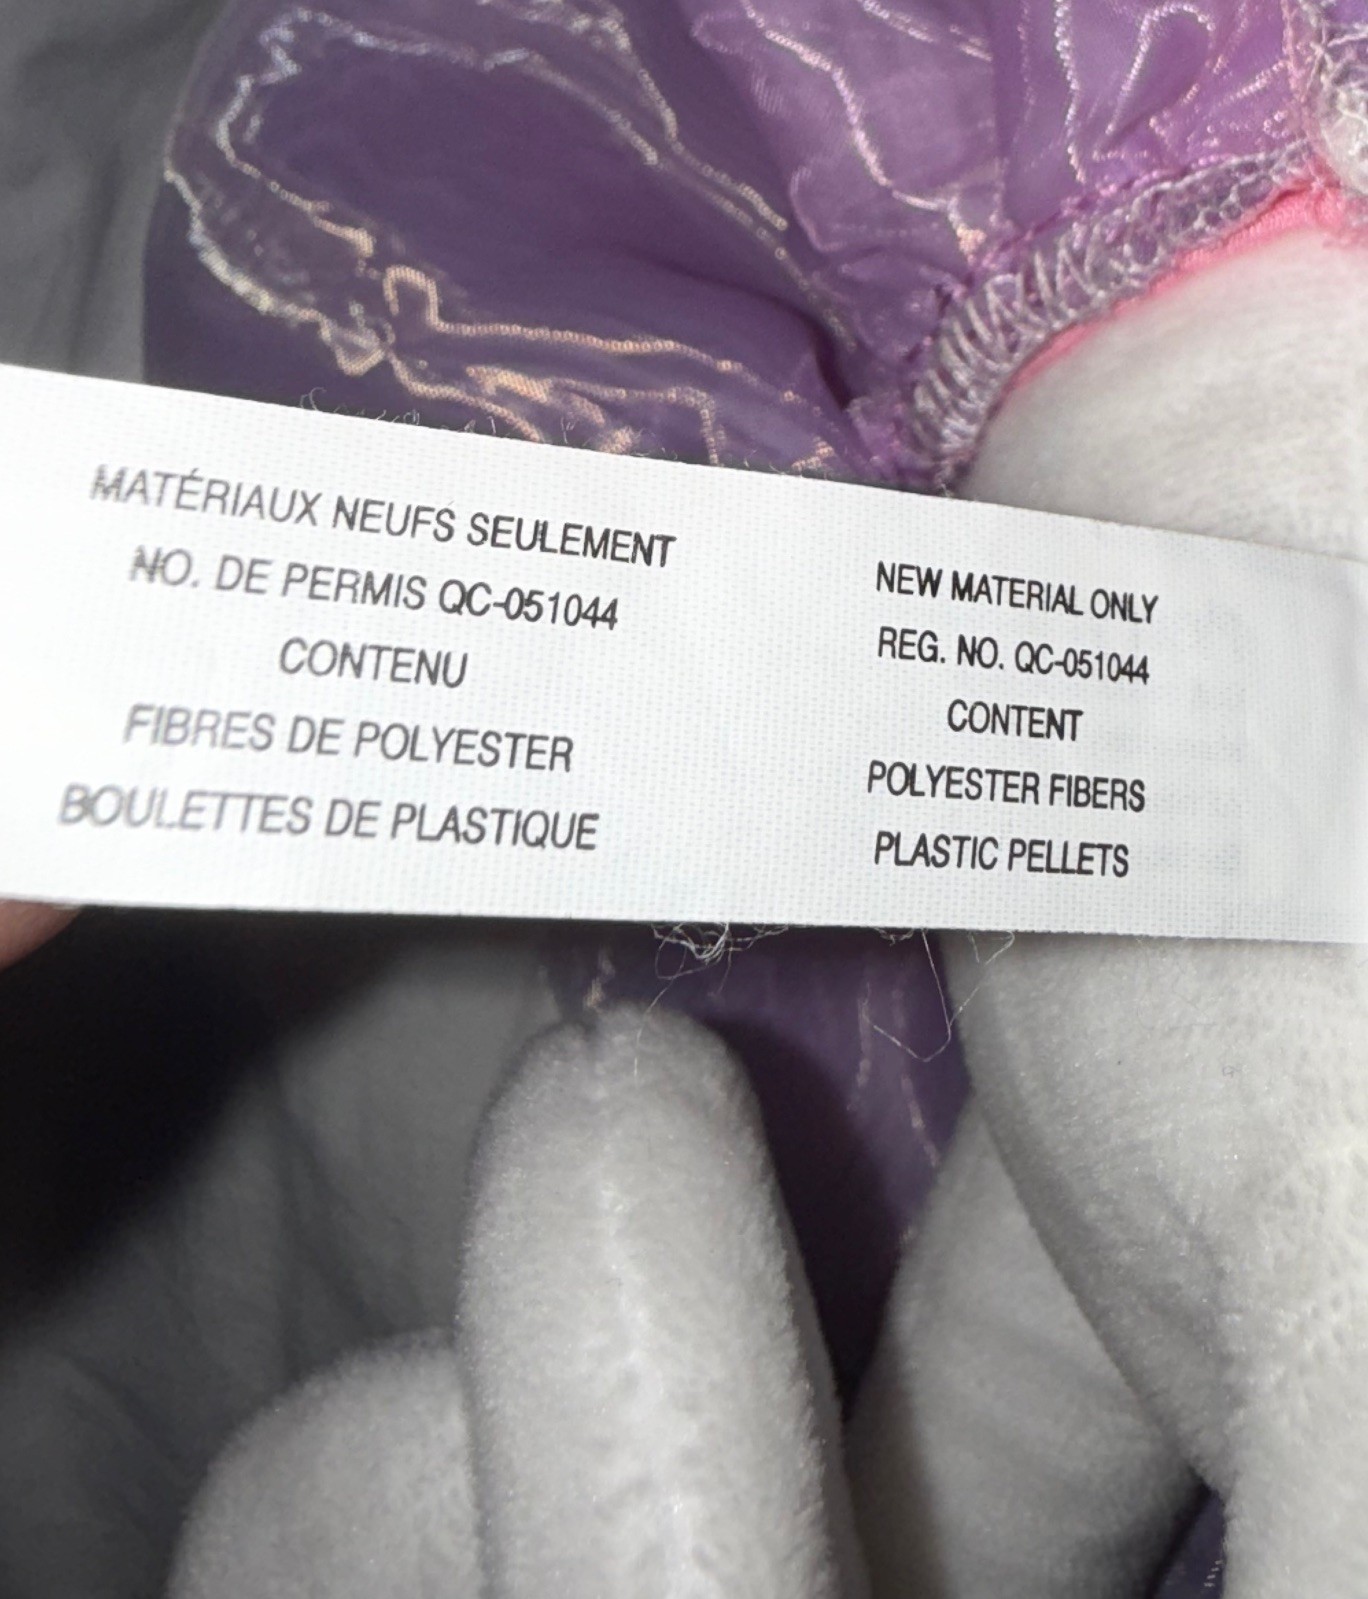 MATÉRIAUX NEUFS SEULEMENT
NO. DE PERMIS QC-051044
CONTENU
FIBRES DE POLYESTER
BOULETTES DE PLASTIQUE
NEW MATERIAL ONLY
REG. NO. QC-051044
CONTENT
POLYESTER FIBERS
PLASTIC PELLETS